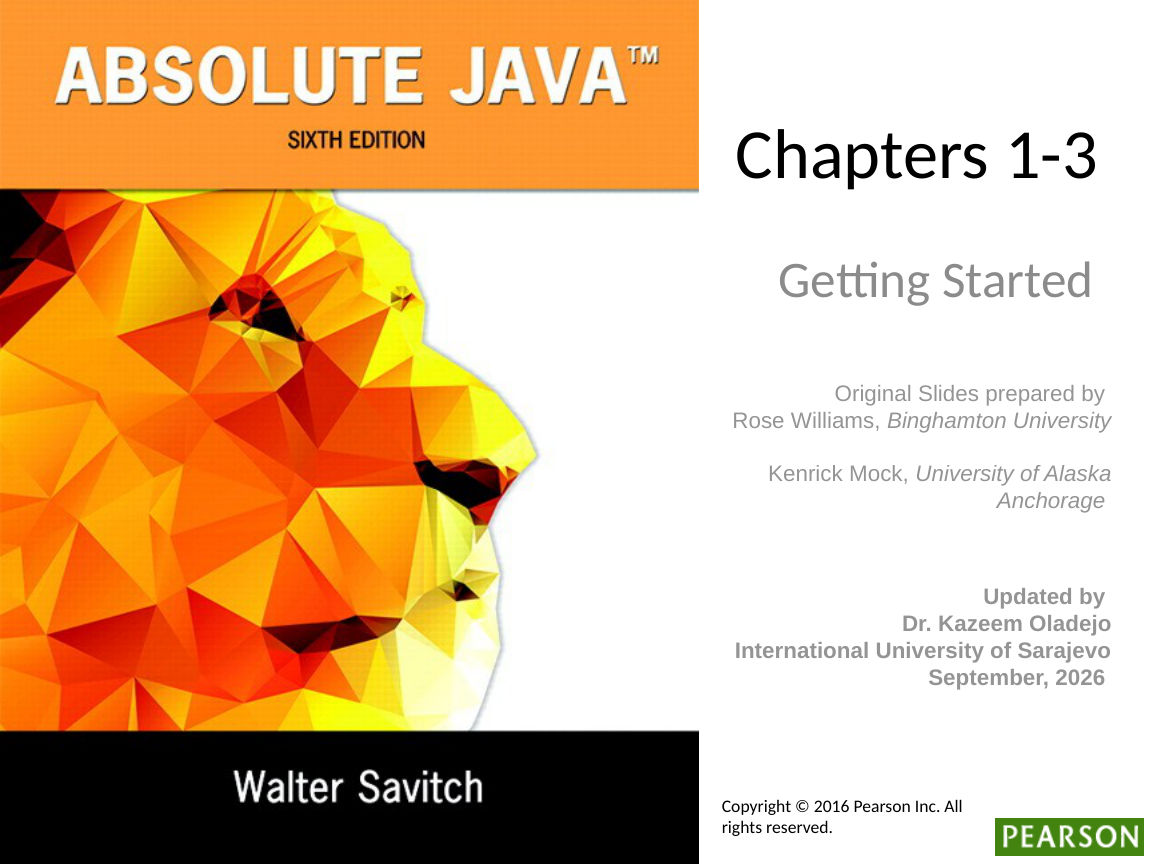 ABSOLUTE JAVA™
SIXTH EDITION
Walter Savitch
Chapters 1-3
Getting Started
Original Slides prepared by
Rose Williams, Binghamton University
Kenrick Mock, University of Alaska
Anchorage
Updated by
Dr. Kazeem Oladejo
International University of Sarajevo
September, 2026
Copyright © 2016 Pearson Inc. All
rights reserved.
PEARSON